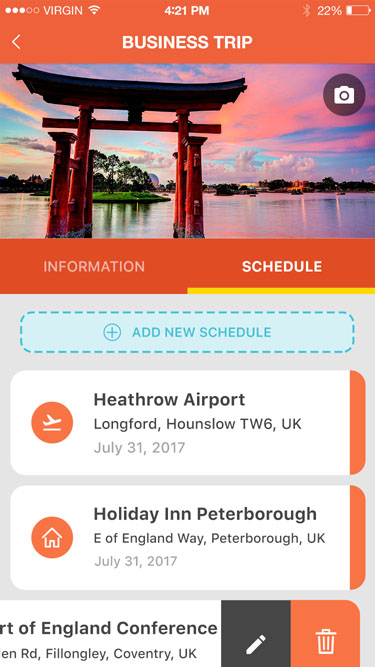 VIRGIN 4:21 PM 22%
BUSINESS TRIP
INFORMATION SCHEDULE
ADD NEW SCHEDULE
Heathrow Airport
Longford, Hounslow TW6, UK
July 31, 2017
Holiday Inn Peterborough
E of England Way, Peterborough, UK
July 31, 2017
of England Conference
Rd, Fillongley, Coventry, UK